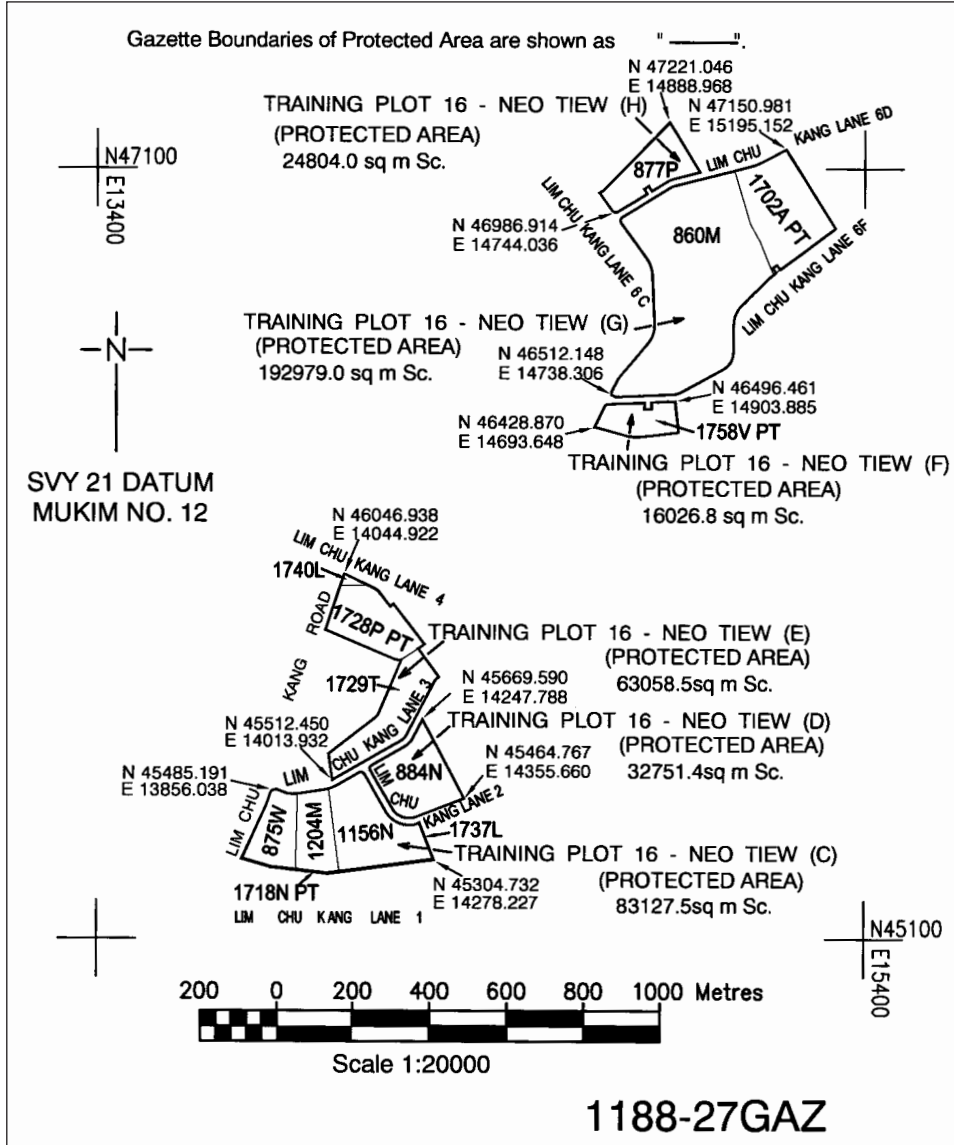 Gazette Boundaries of Protected Area are shown as "———".
N 47221.046
E 14888.968
TRAINING PLOT 16 - NEO TIEW (H)
(PROTECTED AREA)
24804.0 sq m Sc.
N 47150.981
E 15195.152
KANG LANE 6D
LIM CHU
N47100
E13400
877P
1702A PT
LIM CHU KANG LANE 6C
N 46986.914
E 14744.036
860M
LIM CHU KANG LANE 6F
TRAINING PLOT 16 - NEO TIEW (G)
(PROTECTED AREA)
192979.0 sq m Sc.
N
N 46512.148
E 14738.306
N 46496.461
E 14903.885
N 46428.870
E 14693.648
1758V PT
TRAINING PLOT 16 - NEO TIEW (F)
(PROTECTED AREA)
16026.8 sq m Sc.
SVY 21 DATUM
MUKIM NO. 12
N 46046.938
E 14044.922
LIM CHU KANG LANE 4
1740L
ROAD
1728P PT
TRAINING PLOT 16 - NEO TIEW (E)
(PROTECTED AREA)
63058.5sq m Sc.
KANG
1729T
N 45669.590
E 14247.788
CHU KANG LANE 3
LIM
N 45512.450
E 14013.932
TRAINING PLOT 16 - NEO TIEW (D)
(PROTECTED AREA)
32751.4sq m Sc.
N 45464.767
E 14355.660
N 45485.191
E 13856.038
884N
LIM CHU
KANG LANE 2
LIM CHU
875W
1204M
1156N
1737L
TRAINING PLOT 16 - NEO TIEW (C)
(PROTECTED AREA)
83127.5sq m Sc.
1718N PT
N 45304.732
E 14278.227
LIM CHU KANG LANE 1
N45100
E15400
200 0 200 400 600 800 1000 Metres
Scale 1:20000
1188-27GAZ